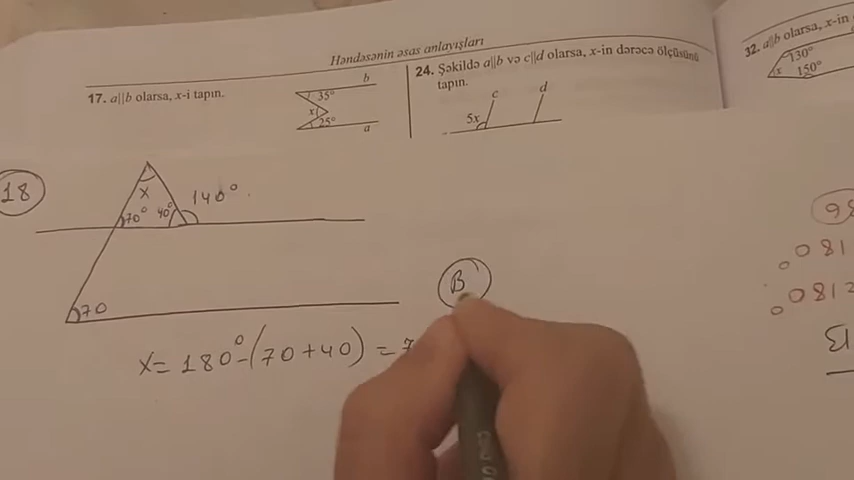 Həndəsənin əsas anlayışları
17. a||b olarsa, x-i tapın.
b
35°
x
25°
a
24. Şəkildə a||b və c||d olarsa, x-in dərəcə ölçüsünü
tapın.
c
d
5x
32. a||b olarsa, x-in
130°
x
150°
18
x
70°
40°
140°
70
B
x = 180° - (70 + 40) = 7